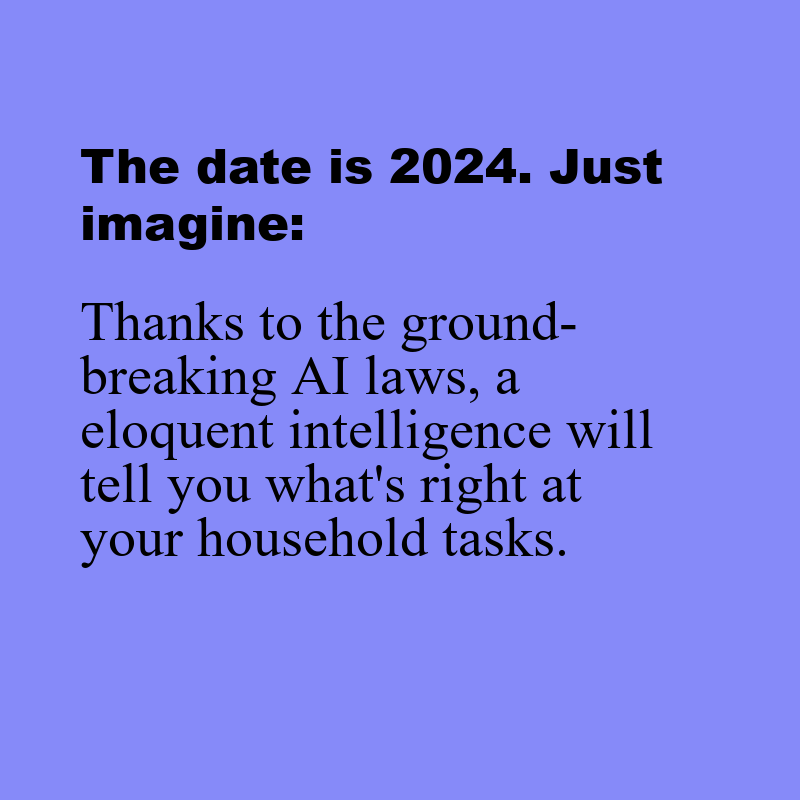 The date is 2024. Just
imagine:
Thanks to the ground-
breaking AI laws, a
eloquent intelligence will
tell you what's right at
your household tasks.